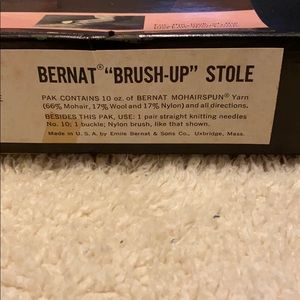 BERNAT® "BRUSH-UP" STOLE
PAK CONTAINS 10 oz. of BERNAT MOHAIRSPUN® Yarn
(66% Mohair, 17% Wool and 17% Nylon) and all directions.
BESIDES THIS PAK, USE: 1 pair straight knitting needles
No. 10; 1 buckle; Nylon brush, like that shown.
Made in U.S.A. by Emile Bernat & Sons Co., Uxbridge, Mass.